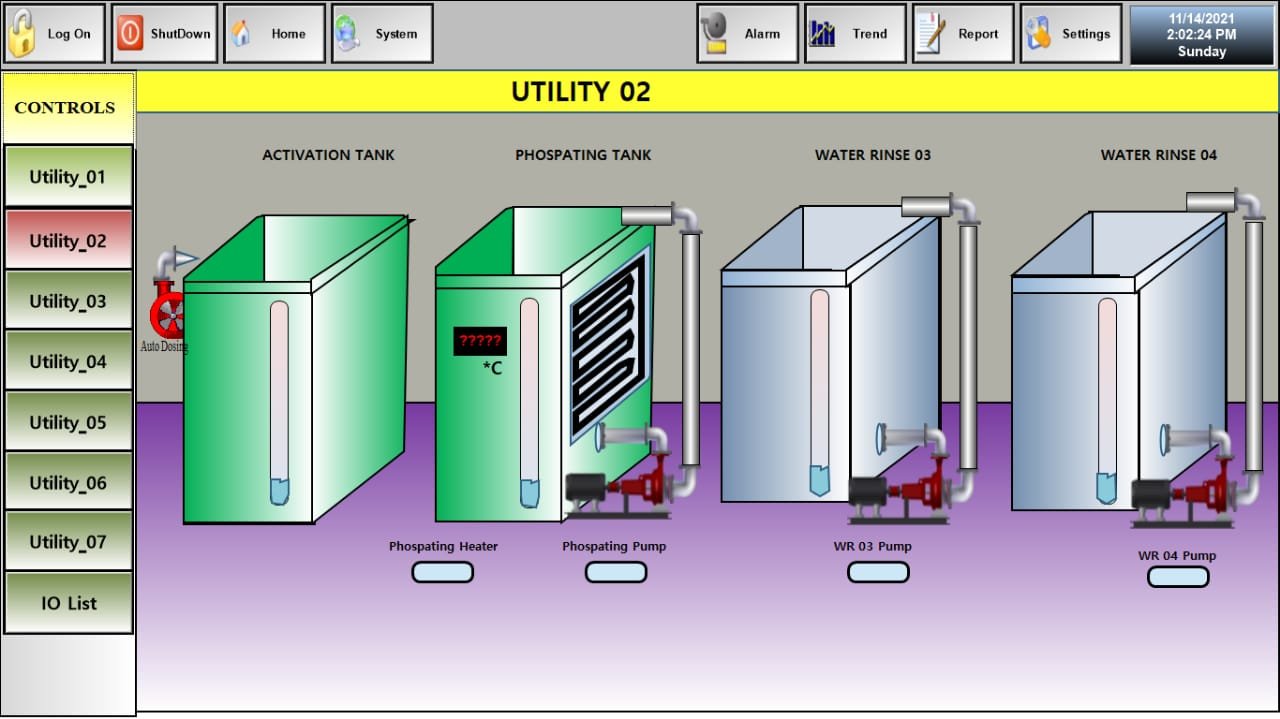 Log On
ShutDown
Home
System
Alarm
Trend
Report
Settings
11/14/2021
2:02:24 PM
Sunday
CONTROLS
UTILITY 02
Utility_01
Utility_02
Utility_03
Utility_04
Utility_05
Utility_06
Utility_07
IO List
ACTIVATION TANK
PHOSPATING TANK
WATER RINSE 03
WATER RINSE 04
Auto Dosing
?????
*C
Phospating Heater
Phospating Pump
WR 03 Pump
WR 04 Pump